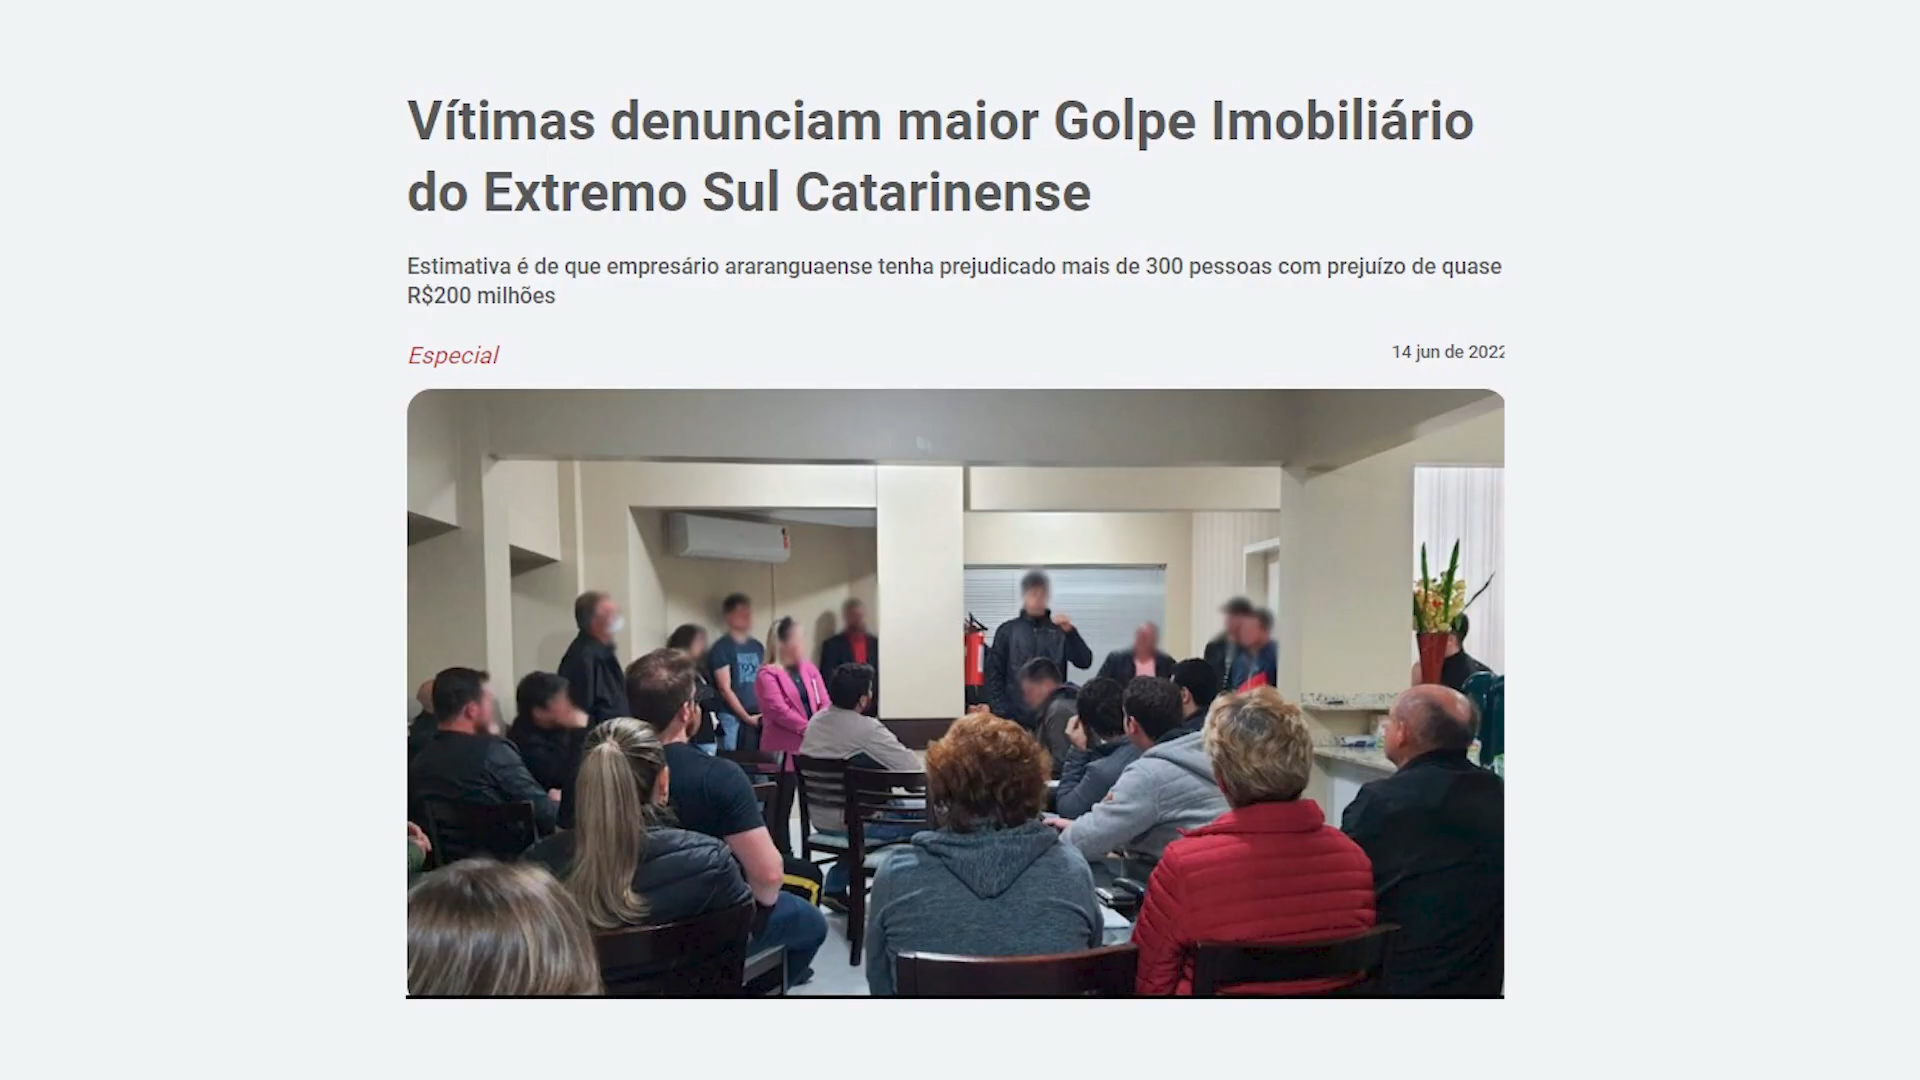 Vítimas denunciam maior Golpe Imobiliário
do Extremo Sul Catarinense
Estimativa é de que empresário araranguaense tenha prejudicado mais de 300 pessoas com prejuízo de quase
R$200 milhões
Especial
14 jun de 2022